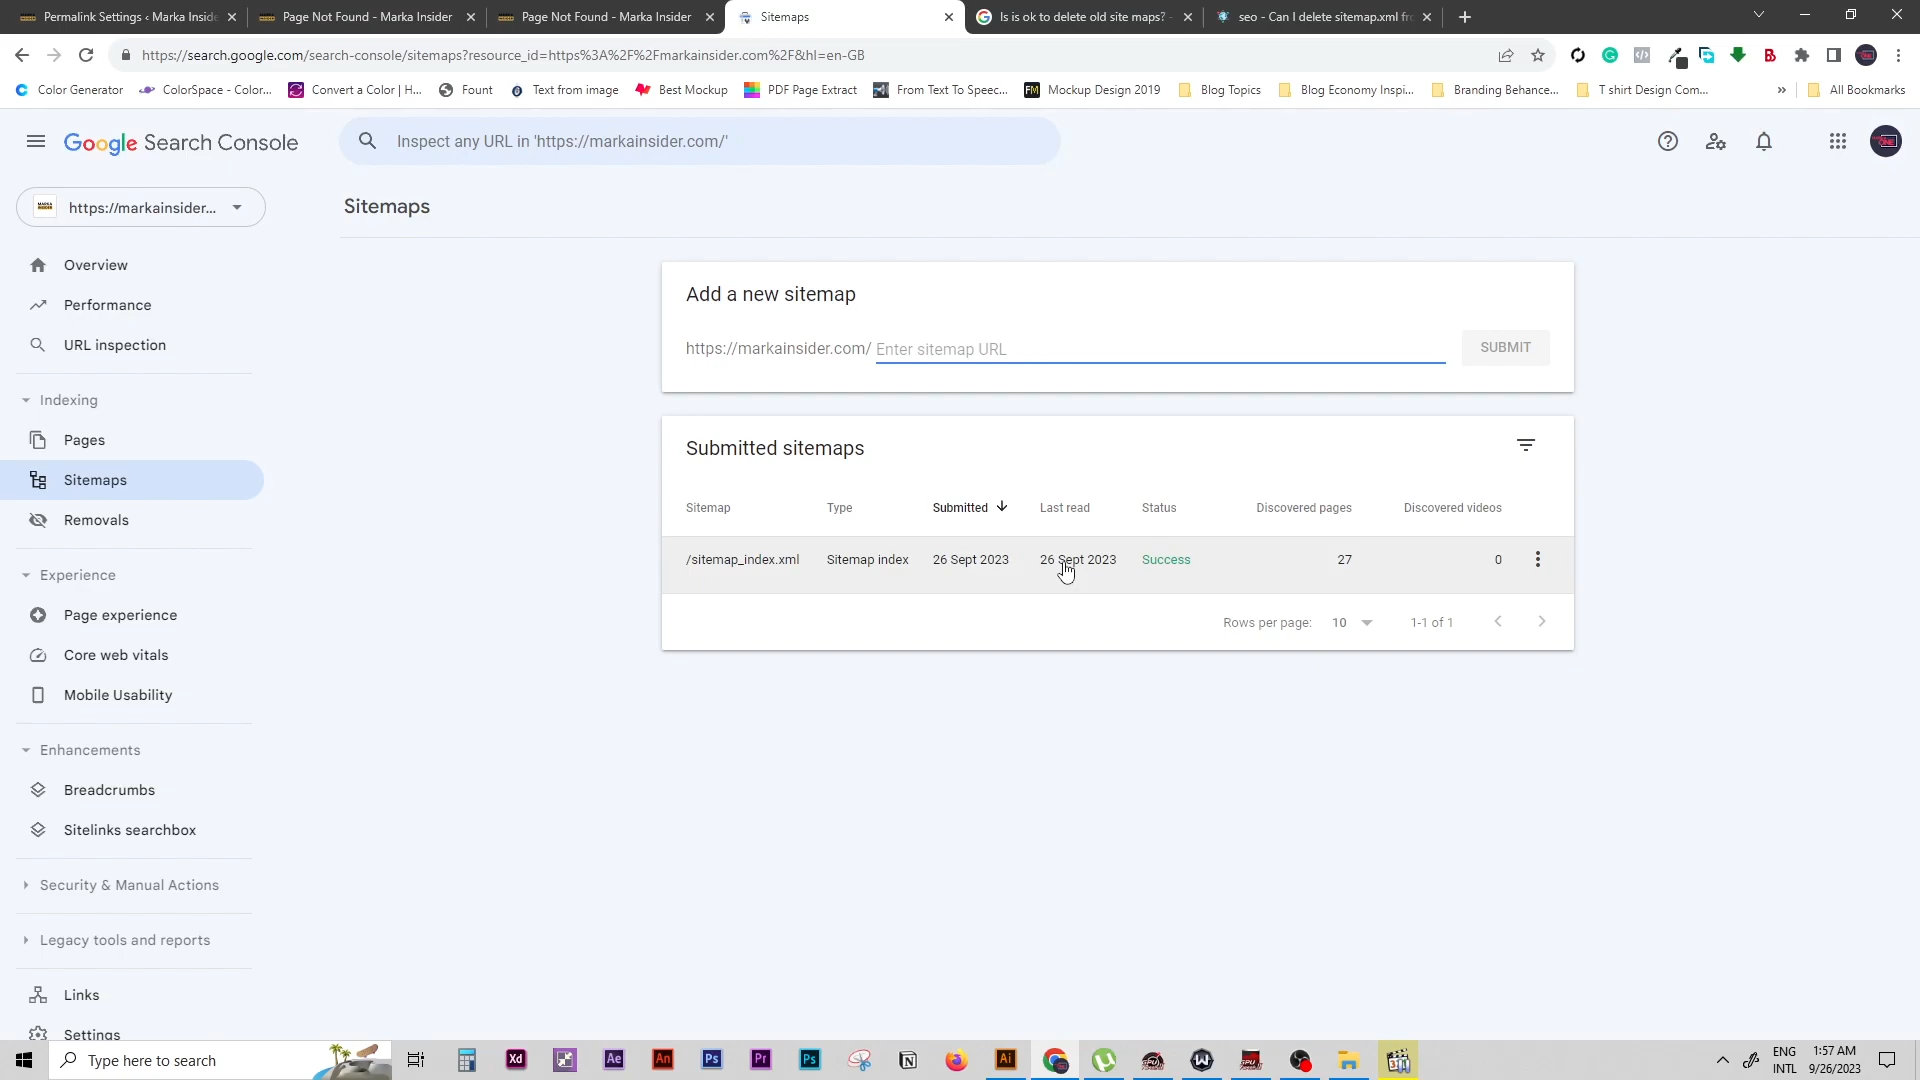 Permalink Settings ‹ Marka Inside
Page Not Found - Marka Insider
Page Not Found - Marka Insider
Sitemaps
Is is ok to delete old site maps? -
seo - Can I delete sitemap.xml fr
https://search.google.com/search-console/sitemaps?resource_id=https%3A%2F%2Fmarkainsider.com%2F&hl=en-GB
Color Generator
ColorSpace - Color...
Convert a Color | H...
Fount
Text from image
Best Mockup
PDF Page Extract
From Text To Speec...
FM
Mockup Design 2019
Blog Topics
Blog Economy Inspi...
Branding Behance...
T shirt Design Com...
»
All Bookmarks
Google Search Console
Inspect any URL in 'https://markainsider.com/'
https://markainsider...
Sitemaps
Overview
Performance
URL inspection
Indexing
Pages
Sitemaps
Removals
Experience
Page experience
Core web vitals
Mobile Usability
Enhancements
Breadcrumbs
Sitelinks searchbox
Security & Manual Actions
Legacy tools and reports
Links
Settings
Add a new sitemap
https://markainsider.com/ Enter sitemap URL
SUBMIT
Submitted sitemaps
Sitemap Type Submitted Last read Status Discovered pages Discovered videos
/sitemap_index.xml Sitemap index 26 Sept 2023 26 Sept 2023 Success 27 0
Rows per page: 10 1-1 of 1
Type here to search
Xd
Ae
An
Ps
Pr
Ps
Ai
ENG
INTL
1:57 AM
9/26/2023